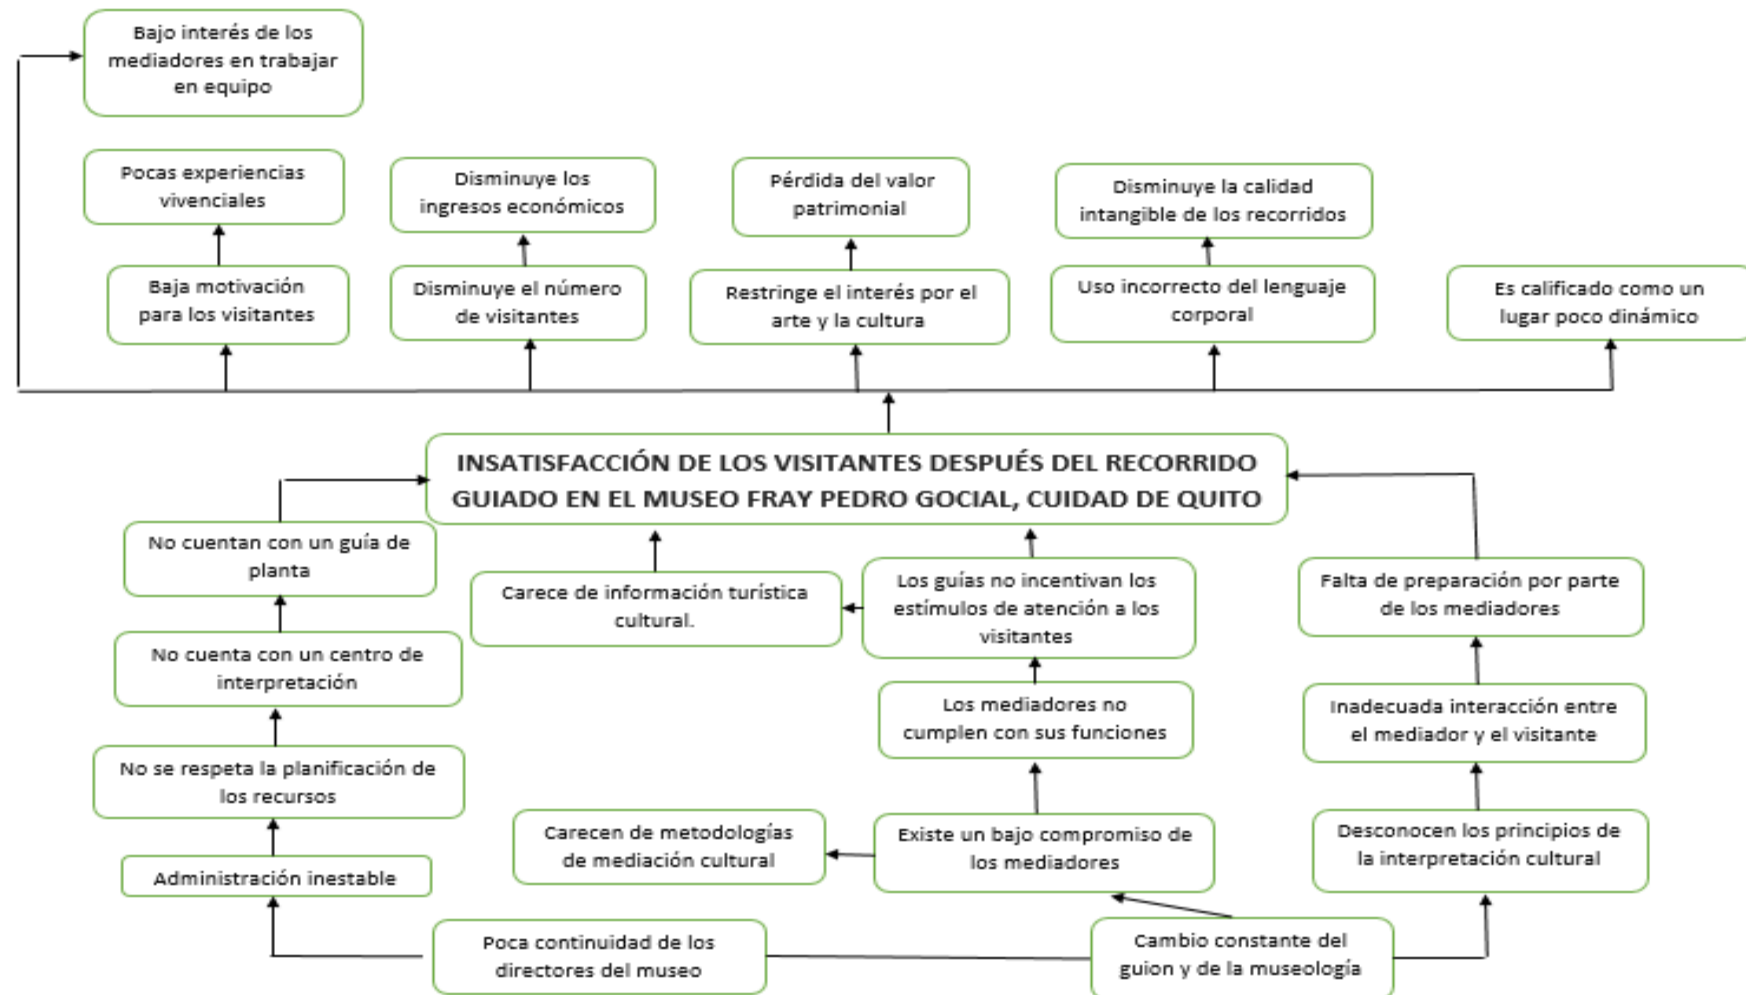 Bajo interés de los
mediadores en trabajar
en equipo
Pocas experiencias
vivenciales
Disminuye los
ingresos económicos
Pérdida del valor
patrimonial
Disminuye la calidad
intangible de los recorridos
Baja motivación
para los visitantes
Disminuye el número
de visitantes
Restringe el interés por el
arte y la cultura
Uso incorrecto del lenguaje
corporal
Es calificado como un
lugar poco dinámico
INSATISFACCIÓN DE LOS VISITANTES DESPUÉS DEL RECORRIDO
GUIADO EN EL MUSEO FRAY PEDRO GOCIAL, CUIDAD DE QUITO
No cuentan con un guía de
planta
Carece de información turística
cultural.
Los guías no incentivan los
estímulos de atención a los
visitantes
Falta de preparación por parte
de los mediadores
No cuenta con un centro de
interpretación
Los mediadores no
cumplen con sus funciones
Inadecuada interacción entre
el mediador y el visitante
No se respeta la planificación de
los recursos
Carecen de metodologías
de mediación cultural
Existe un bajo compromiso de
los mediadores
Desconocen los principios de
la interpretación cultural
Administración inestable
Poca continuidad de los
directores del museo
Cambio constante del
guion y de la museología